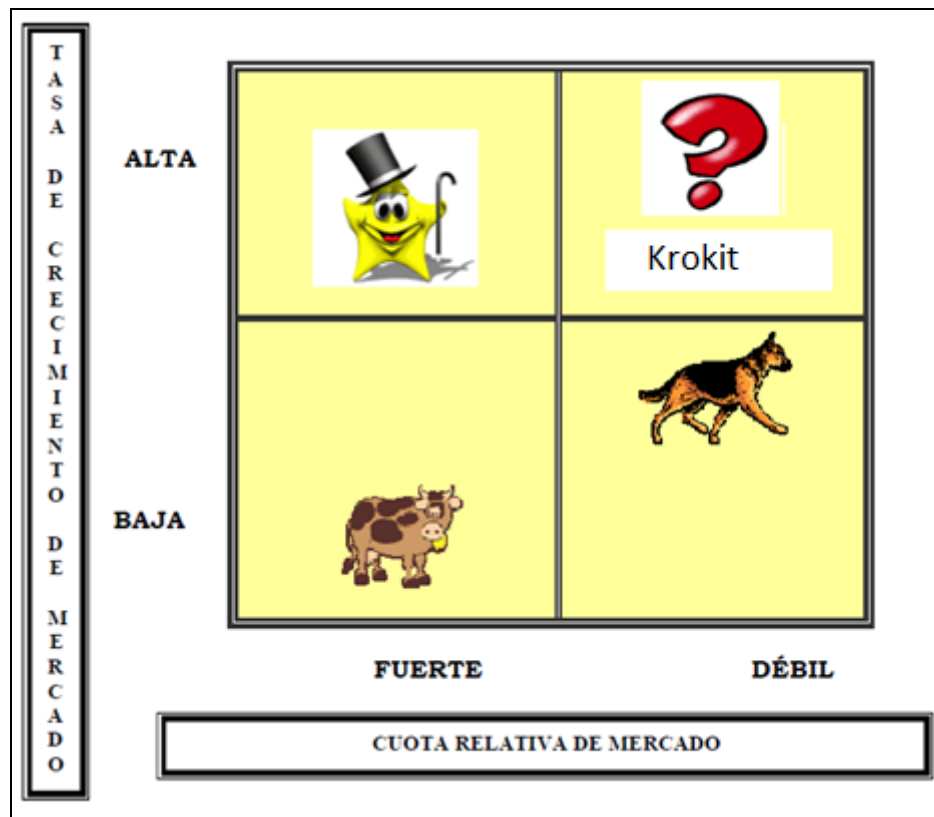 TASA DE CRECIMIENTO DE MERCADO
ALTA
Krokit
BAJA
FUERTE
DÉBIL
CUOTA RELATIVA DE MERCADO